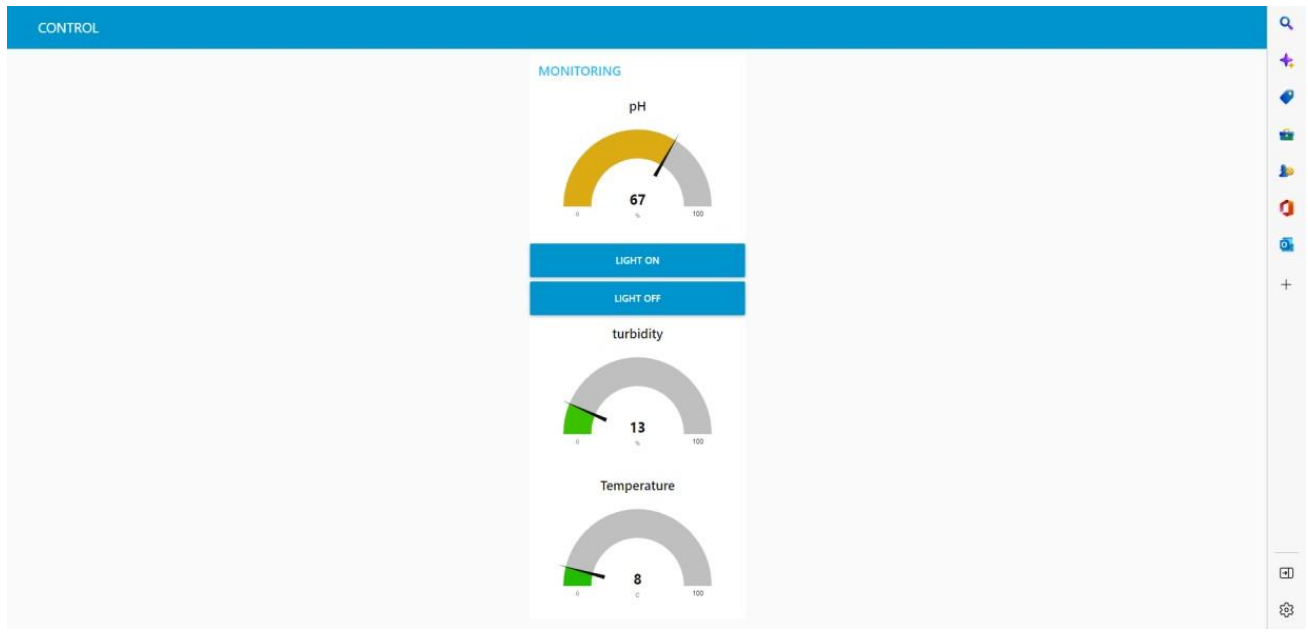 CONTROL
MONITORING
pH
67
0 % 100
LIGHT ON
LIGHT OFF
turbidity
13
0 % 100
Temperature
8
0 C 100